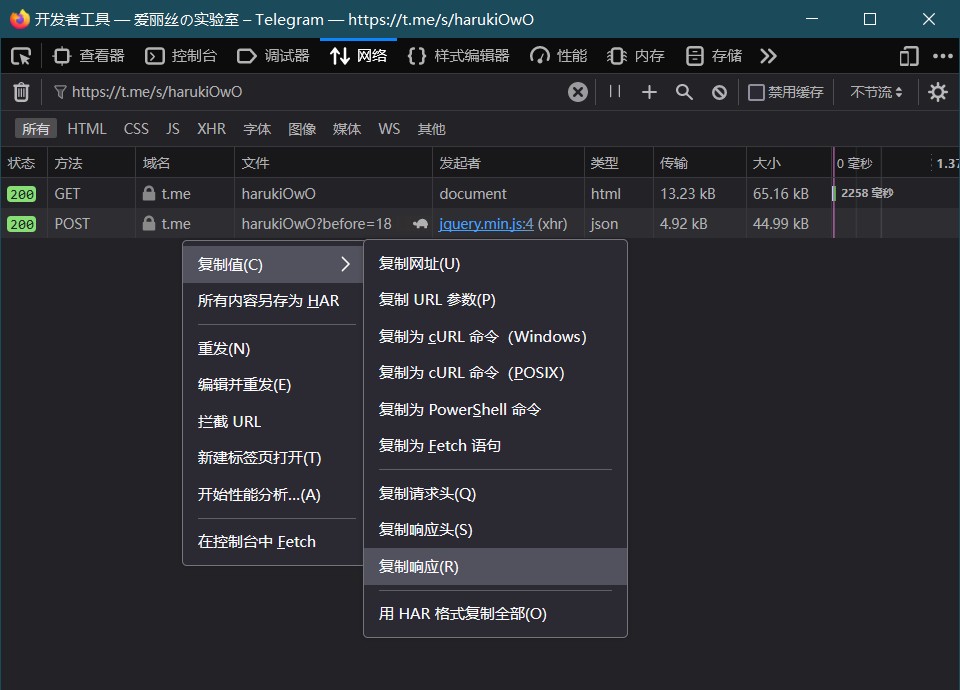 开发者工具 — 爱丽丝の实验室 – Telegram — https://t.me/s/harukiOwO
查看器 控制台 调试器 网络 样式编辑器 性能 内存 存储
https://t.me/s/harukiOwO 禁用缓存 不节流
所有 HTML CSS JS XHR 字体 图像 媒体 WS 其他
状态 方法 域名 文件 发起者 类型 传输 大小 0 毫秒 1.37
200 GET t.me harukiOwO document html 13.23 kB 65.16 kB 2258 毫秒
200 POST t.me harukiOwO?before=18 jquery.min.js:4 (xhr) json 4.92 kB 44.99 kB
复制值(C)
所有内容另存为 HAR
重发(N)
编辑并重发(E)
拦截 URL
新建标签页打开(T)
开始性能分析...(A)
在控制台中 Fetch
复制网址(U)
复制 URL 参数(P)
复制为 cURL 命令（Windows）
复制为 cURL 命令（POSIX）
复制为 PowerShell 命令
复制为 Fetch 语句
复制请求头(Q)
复制响应头(S)
复制响应(R)
用 HAR 格式复制全部(O)